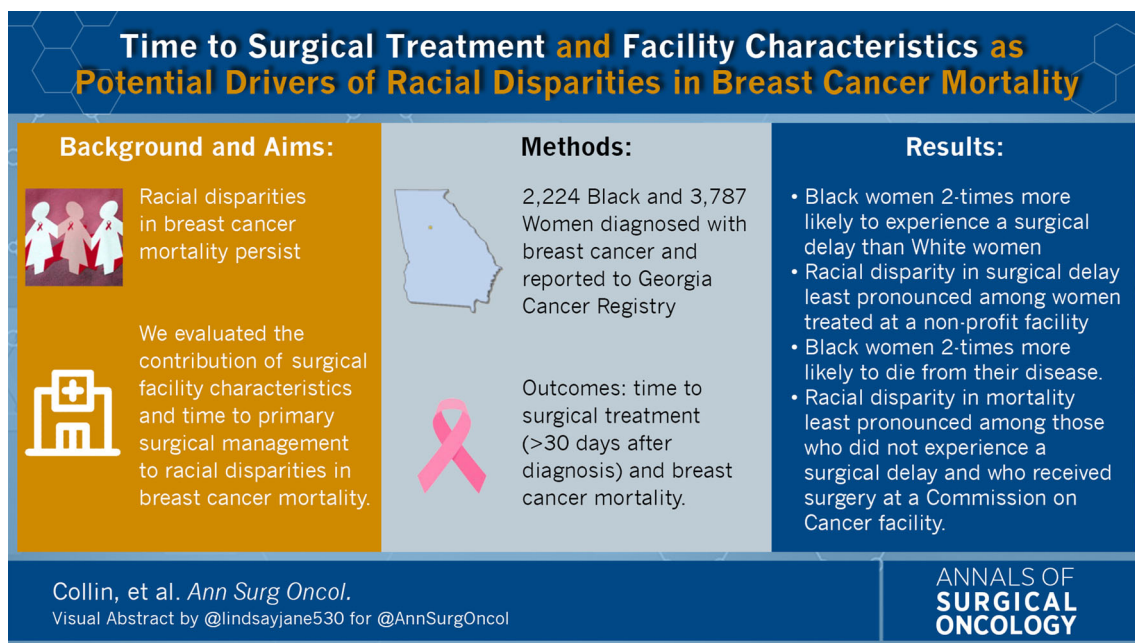 Time to Surgical Treatment and Facility Characteristics as
Potential Drivers of Racial Disparities in Breast Cancer Mortality
Background and Aims:
Racial disparities
in breast cancer
mortality persist
We evaluated the
contribution of surgical
facility characteristics
and time to primary
surgical management
to racial disparities in
breast cancer mortality.
Methods:
2,224 Black and 3,787
Women diagnosed with
breast cancer and
reported to Georgia
Cancer Registry
Outcomes: time to
surgical treatment
(>30 days after
diagnosis) and breast
cancer mortality.
Results:
• Black women 2-times more
likely to experience a surgical
delay than White women
• Racial disparity in surgical delay
least pronounced among women
treated at a non-profit facility
• Black women 2-times more
likely to die from their disease.
• Racial disparity in mortality
least pronounced among those
who did not experience a
surgical delay and who received
surgery at a Commission on
Cancer facility.
Collin, et al. Ann Surg Oncol.
Visual Abstract by @lindsayjane530 for @AnnSurgOncol
ANNALS OF
SURGICAL
ONCOLOGY